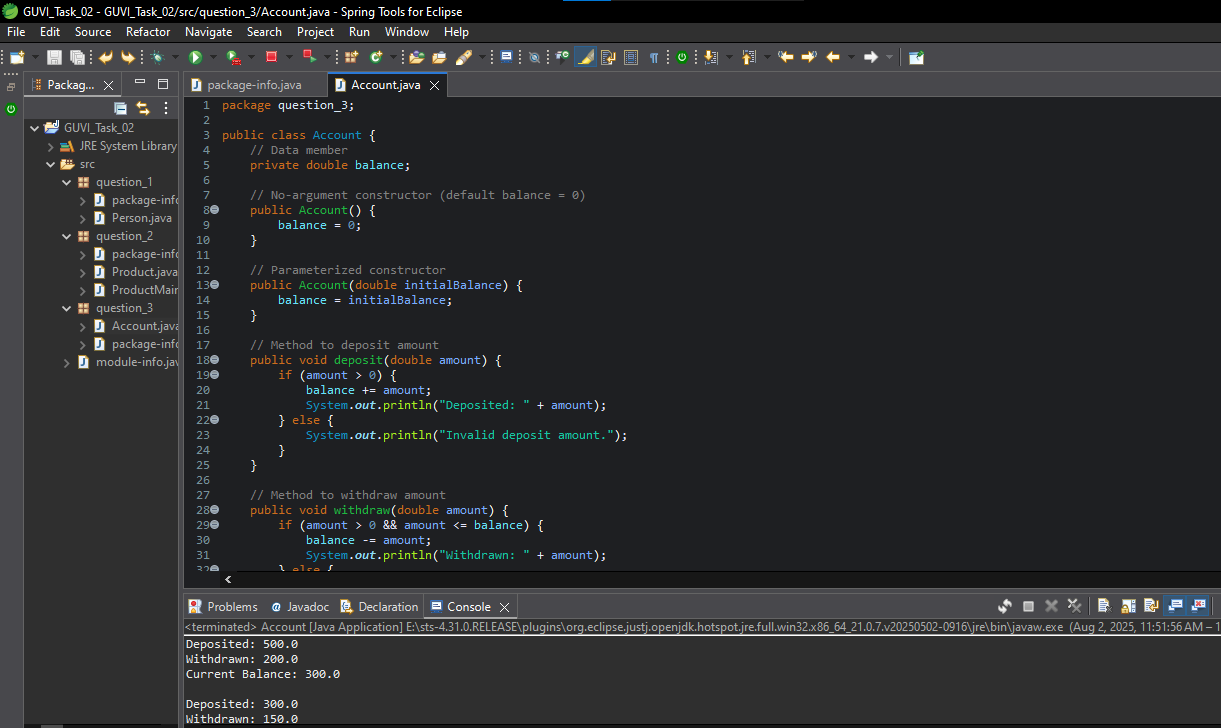 GUVI_Task_02 - GUVI_Task_02/src/question_3/Account.java - Spring Tools for Eclipse
File Edit Source Refactor Navigate Search Project Run Window Help
Packag...
GUVI_Task_02
JRE System Library
src
question_1
package-info
Person.java
question_2
package-info
Product.java
ProductMain
question_3
Account.java
package-info
module-info.jav
package-info.java Account.java
1 package question_3;
2
3 public class Account {
4 // Data member
5 private double balance;
6
7 // No-argument constructor (default balance = 0)
8 public Account() {
9 balance = 0;
10 }
11
12 // Parameterized constructor
13 public Account(double initialBalance) {
14 balance = initialBalance;
15 }
16
17 // Method to deposit amount
18 public void deposit(double amount) {
19 if (amount > 0) {
20 balance += amount;
21 System.out.println("Deposited: " + amount);
22 } else {
23 System.out.println("Invalid deposit amount.");
24 }
25 }
26
27 // Method to withdraw amount
28 public void withdraw(double amount) {
29 if (amount > 0 && amount <= balance) {
30 balance -= amount;
31 System.out.println("Withdrawn: " + amount);
32 } else {
Problems Javadoc Declaration Console
<terminated> Account [Java Application] E:\sts-4.31.0.RELEASE\plugins\org.eclipse.justj.openjdk.hotspot.jre.full.win32.x86_64_21.0.7.v20250502-0916\jre\bin\javaw.exe (Aug 2, 2025, 11:51:56 AM – 1
Deposited: 500.0
Withdrawn: 200.0
Current Balance: 300.0
Deposited: 300.0
Withdrawn: 150.0